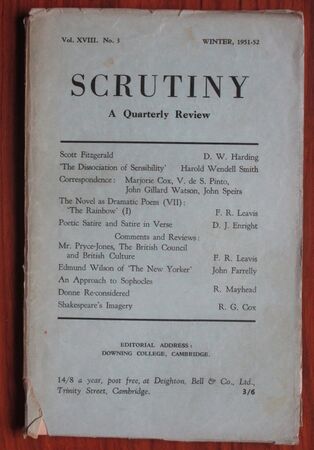 Vol. XVIII. No. 3 WINTER, 1951-52
SCRUTINY
A Quarterly Review
Scott Fitzgerald D. W. Harding
'The Dissociation of Sensibility' Harold Wendell Smith
Correspondence: Marjorie Cox, V. de S. Pinto,
John Gillard Watson, John Speirs
The Novel as Dramatic Poem (VII):
'The Rainbow' (I) F. R. Leavis
Poetic Satire and Satire in Verse D. J. Enright
Comments and Reviews:
Mr. Pryce-Jones, The British Council
and British Culture F. R. Leavis
Edmund Wilson of 'The New Yorker' John Farrelly
An Approach to Sophocles
Donne Re-considered R. Mayhead
Shakespeare's Imagery R. G. Cox
EDITORIAL ADDRESS:
DOWNING COLLEGE, CAMBRIDGE.
14/8 a year, post free, at Deighton, Bell & Co., Ltd.,
Trinity Street, Cambridge. 3/6